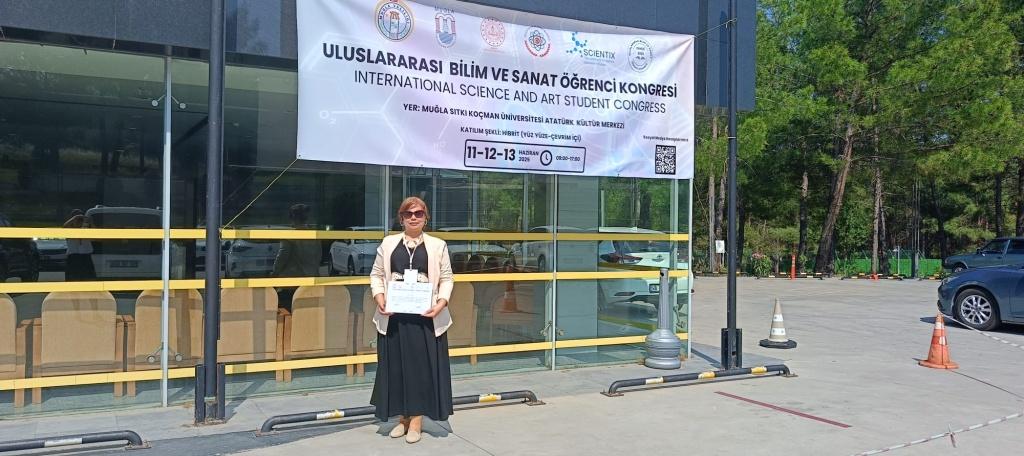 SCIENTIX
ULUSLARARASI BİLİM VE SANAT ÖĞRENCİ KONGRESİ
INTERNATIONAL SCIENCE AND ART STUDENT CONGRESS
YER: MUĞLA SITKI KOÇMAN ÜNİVERSİTESİ ATATÜRK KÜLTÜR MERKEZİ
KATILIM ŞEKLİ: HİBRİT (YÜZ YÜZE-ÇEVRİM İÇİ)
11-12-13 HAZİRAN 2025 09:00-17:00